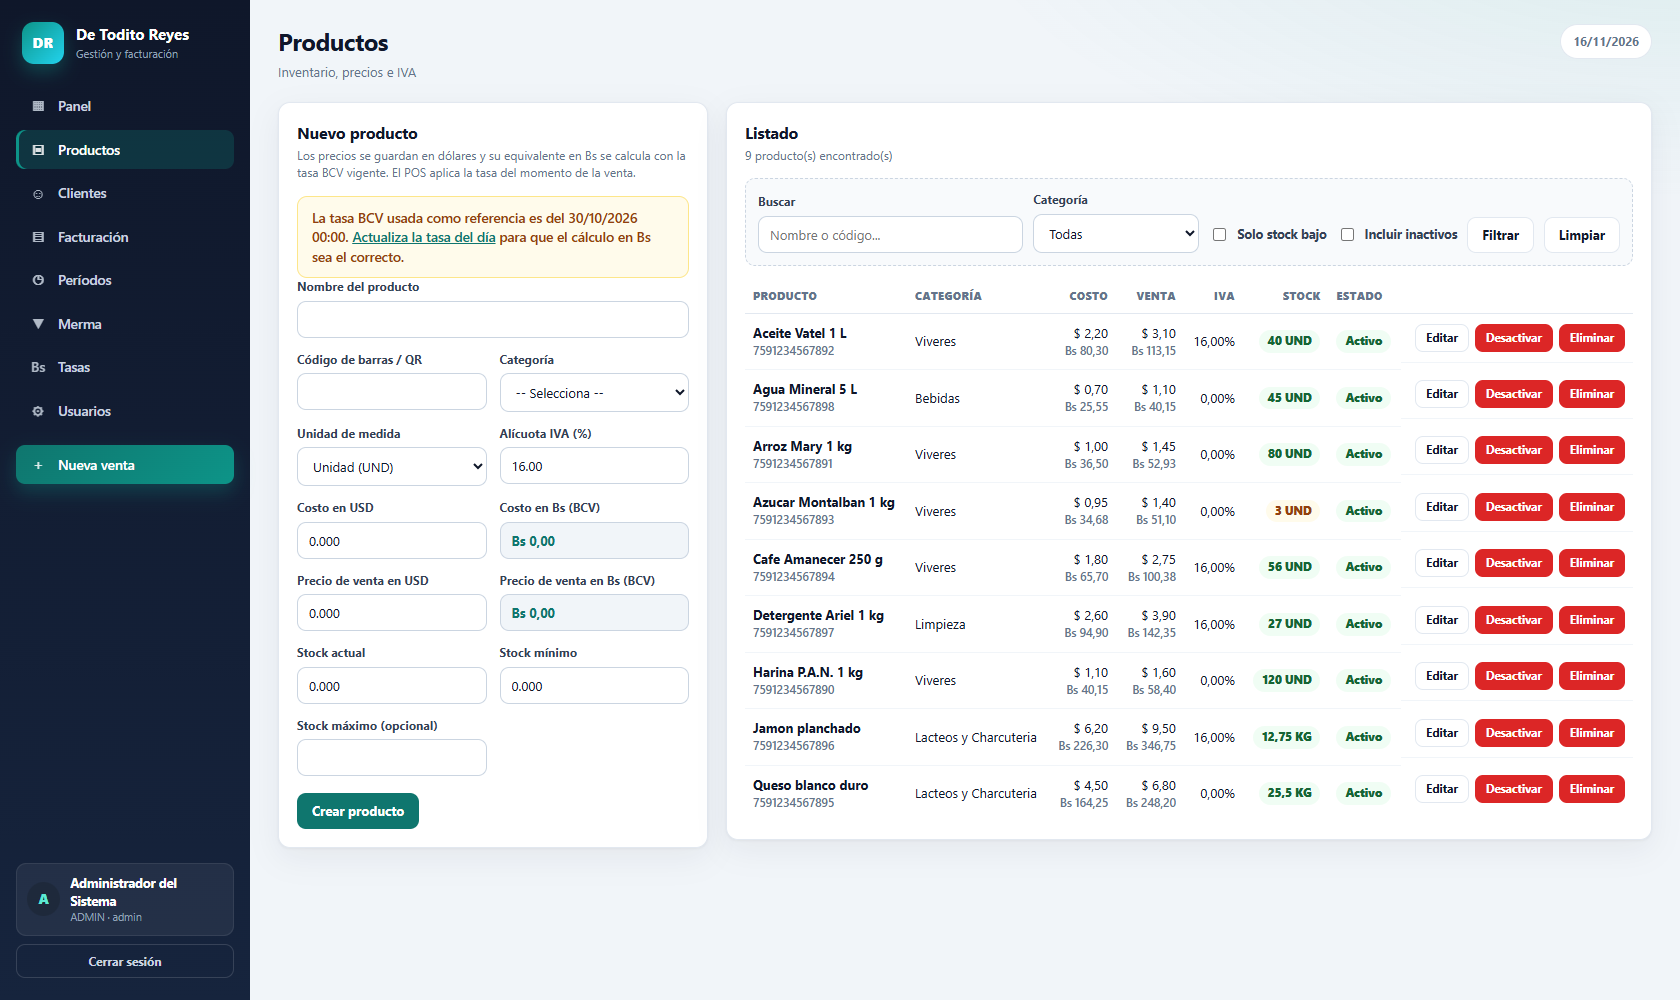 DR
De Todito Reyes
Gestión y facturación
Panel
Productos
Clientes
Facturación
Períodos
Merma
Bs Tasas
Usuarios
+ Nueva venta
A
Administrador del
Sistema
ADMIN · admin
Cerrar sesión
Productos
Inventario, precios e IVA
16/11/2026
Nuevo producto
Los precios se guardan en dólares y su equivalente en Bs se calcula con la
tasa BCV vigente. El POS aplica la tasa del momento de la venta.
La tasa BCV usada como referencia es del 30/10/2026
00:00. Actualiza la tasa del día para que el cálculo en Bs
sea el correcto.
Nombre del producto
Código de barras / QR Categoría
-- Selecciona --
Unidad de medida Alícuota IVA (%)
Unidad (UND) 16.00
Costo en USD Costo en Bs (BCV)
0.000 Bs 0,00
Precio de venta en USD Precio de venta en Bs (BCV)
0.000 Bs 0,00
Stock actual Stock mínimo
0.000 0.000
Stock máximo (opcional)
Crear producto
Listado
9 producto(s) encontrado(s)
Buscar Categoría
Nombre o código... Todas Solo stock bajo Incluir inactivos Filtrar Limpiar
PRODUCTO CATEGORÍA COSTO VENTA IVA STOCK ESTADO
Aceite Vatel 1 L $ 2,20 $ 3,10
7591234567892 Viveres Bs 80,30 Bs 113,15 16,00% 40 UND Activo Editar Desactivar Eliminar
Agua Mineral 5 L $ 0,70 $ 1,10
7591234567898 Bebidas Bs 25,55 Bs 40,15 0,00% 45 UND Activo Editar Desactivar Eliminar
Arroz Mary 1 kg $ 1,00 $ 1,45
7591234567891 Viveres Bs 36,50 Bs 52,93 0,00% 80 UND Activo Editar Desactivar Eliminar
Azucar Montalban 1 kg $ 0,95 $ 1,40
7591234567893 Viveres Bs 34,68 Bs 51,10 0,00% 3 UND Activo Editar Desactivar Eliminar
Cafe Amanecer 250 g $ 1,80 $ 2,75
7591234567894 Viveres Bs 65,70 Bs 100,38 16,00% 56 UND Activo Editar Desactivar Eliminar
Detergente Ariel 1 kg $ 2,60 $ 3,90
7591234567897 Limpieza Bs 94,90 Bs 142,35 16,00% 27 UND Activo Editar Desactivar Eliminar
Harina P.A.N. 1 kg $ 1,10 $ 1,60
7591234567890 Viveres Bs 40,15 Bs 58,40 0,00% 120 UND Activo Editar Desactivar Eliminar
Jamon planchado $ 6,20 $ 9,50
7591234567896 Lacteos y Charcuteria Bs 226,30 Bs 346,75 16,00% 12,75 KG Activo Editar Desactivar Eliminar
Queso blanco duro $ 4,50 $ 6,80
7591234567895 Lacteos y Charcuteria Bs 164,25 Bs 248,20 0,00% 25,5 KG Activo Editar Desactivar Eliminar